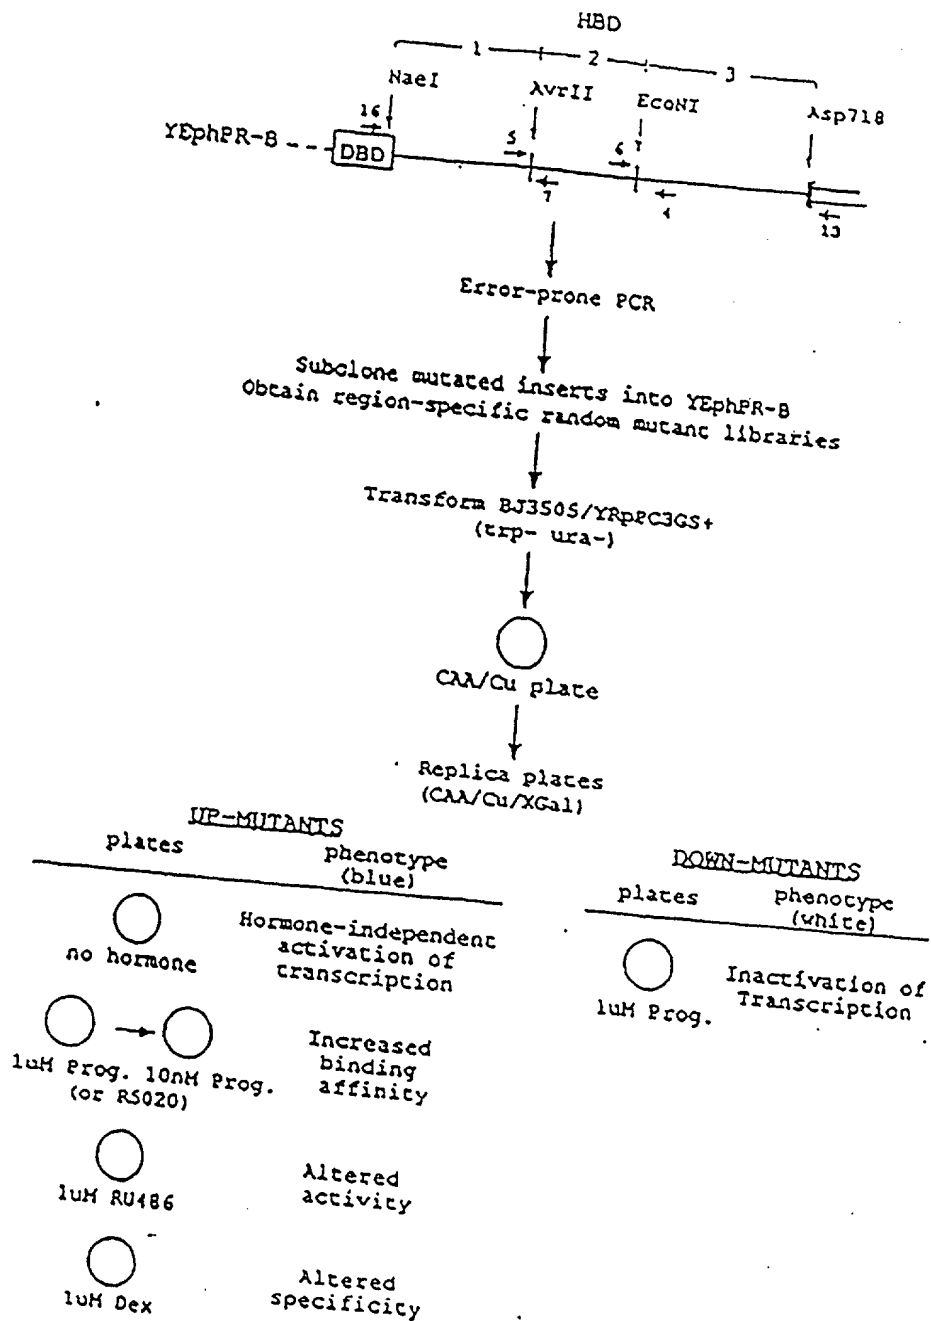 HBD
1 2 3
NaeI AvrII EcoNI Asp718
16 5 6
YEphPR-B DBD
7 4 13
Error-prone PCR
Subclone mutated inserts into YEphPR-B
Obtain region-specific random mutant libraries
Transform BJ3505/YRpPC3GS+
(trp- ura-)
CAA/Cu plate
Replica plates
(CAA/Cu/XGal)
UP-MUTANTS
plates phenotype
(blue)
no hormone
Hormone-independent
activation of
transcription
1uM Prog. 10nM Prog.
(or R5020)
Increased
binding
affinity
1uM RU486
Altered
activity
1uM Dex
Altered
specificity
DOWN-MUTANTS
plates phenotype
(white)
1uM Prog.
Inactivation of
Transcription